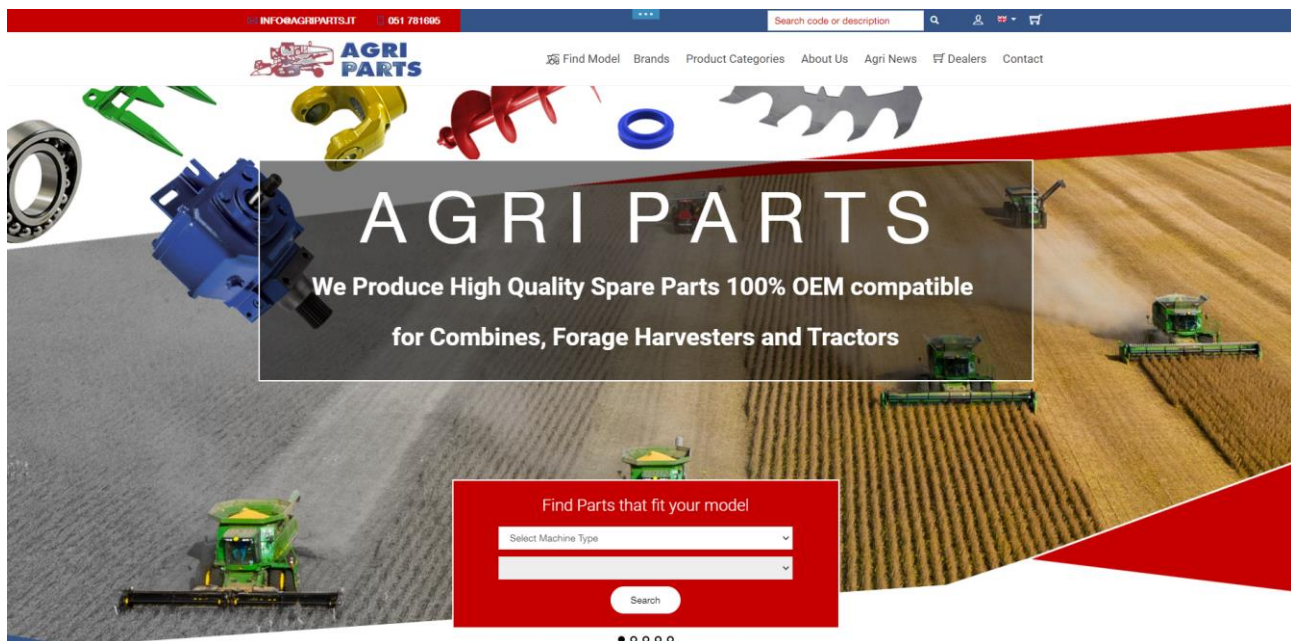 INFO@AGRIPARTS.IT
051 781695
Search code or description
AGRI
PARTS
Find Model
Brands
Product Categories
About Us
Agri News
Dealers
Contact
AGRI PARTS
We Produce High Quality Spare Parts 100% OEM compatible
for Combines, Forage Harvesters and Tractors
Find Parts that fit your model
Select Machine Type
Search